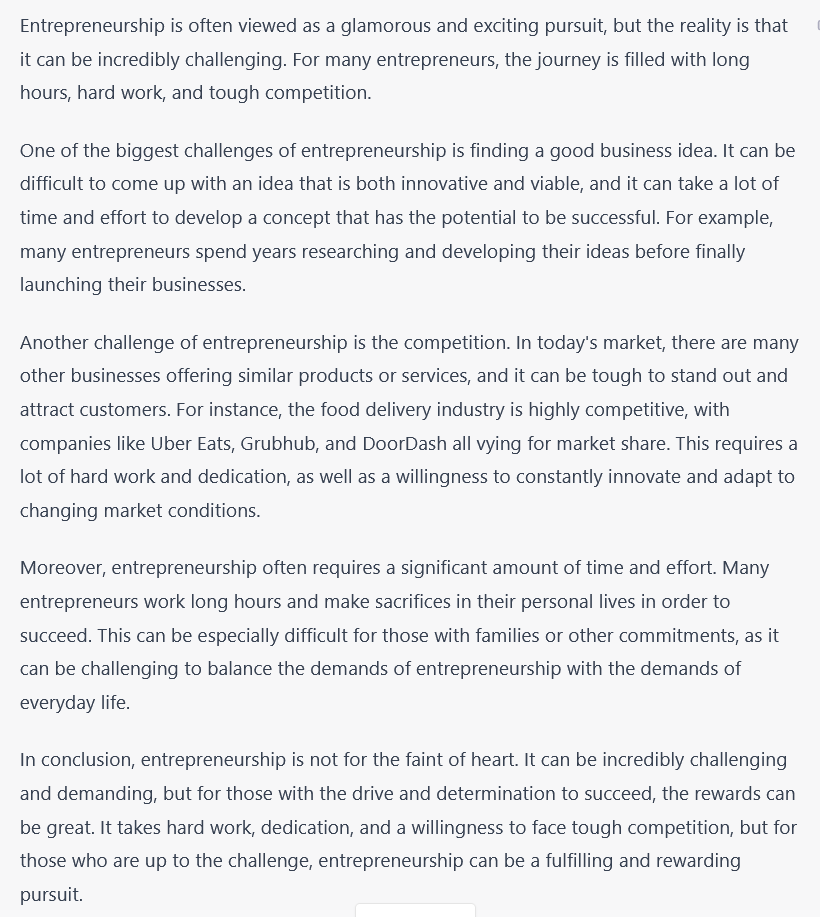 Entrepreneurship is often viewed as a glamorous and exciting pursuit, but the reality is that
it can be incredibly challenging. For many entrepreneurs, the journey is filled with long
hours, hard work, and tough competition.
One of the biggest challenges of entrepreneurship is finding a good business idea. It can be
difficult to come up with an idea that is both innovative and viable, and it can take a lot of
time and effort to develop a concept that has the potential to be successful. For example,
many entrepreneurs spend years researching and developing their ideas before finally
launching their businesses.
Another challenge of entrepreneurship is the competition. In today's market, there are many
other businesses offering similar products or services, and it can be tough to stand out and
attract customers. For instance, the food delivery industry is highly competitive, with
companies like Uber Eats, Grubhub, and DoorDash all vying for market share. This requires a
lot of hard work and dedication, as well as a willingness to constantly innovate and adapt to
changing market conditions.
Moreover, entrepreneurship often requires a significant amount of time and effort. Many
entrepreneurs work long hours and make sacrifices in their personal lives in order to
succeed. This can be especially difficult for those with families or other commitments, as it
can be challenging to balance the demands of entrepreneurship with the demands of
everyday life.
In conclusion, entrepreneurship is not for the faint of heart. It can be incredibly challenging
and demanding, but for those with the drive and determination to succeed, the rewards can
be great. It takes hard work, dedication, and a willingness to face tough competition, but for
those who are up to the challenge, entrepreneurship can be a fulfilling and rewarding
pursuit.